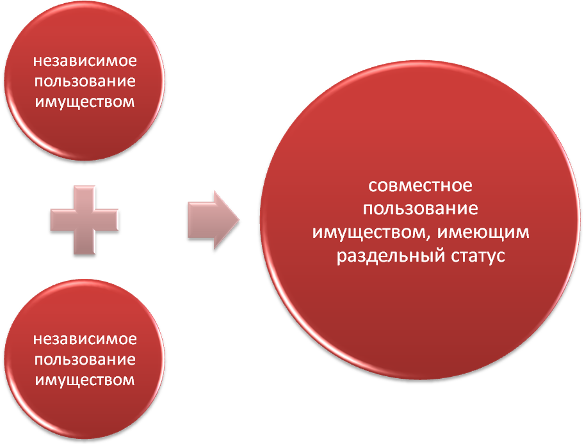 независимое
пользование
имуществом
независимое
пользование
имуществом
совместное
пользование
имуществом, имеющим
раздельный статус